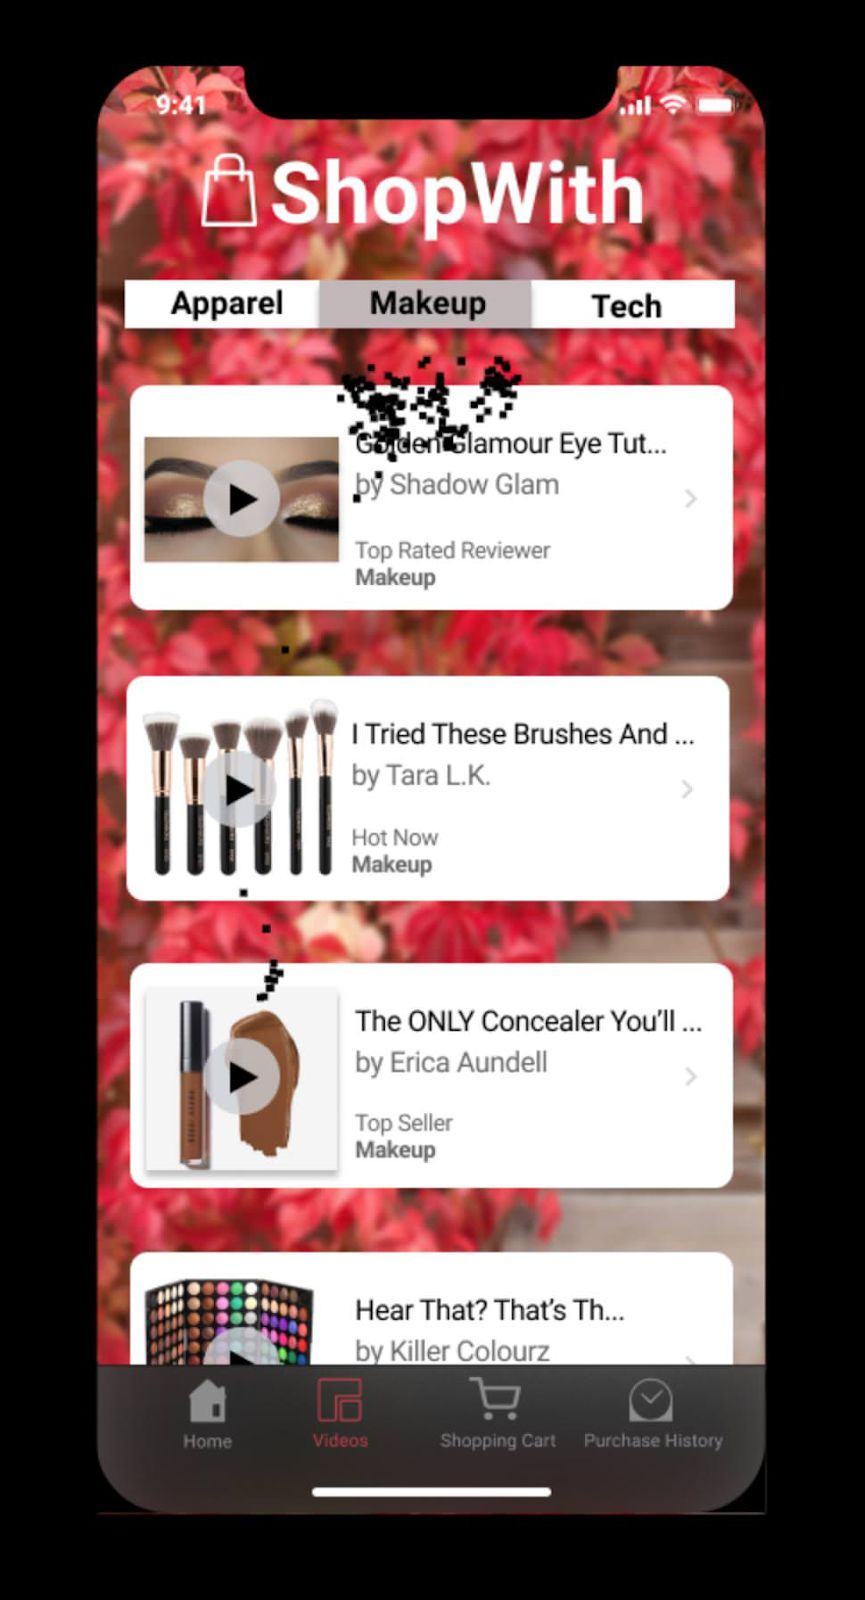 9:41
ShopWith
Apparel Makeup Tech
Golden Glamour Eye Tut...
by Shadow Glam
Top Rated Reviewer
Makeup
I Tried These Brushes And ...
by Tara L.K.
Hot Now
Makeup
The ONLY Concealer You’ll ...
by Erica Aundell
Top Seller
Makeup
Hear That? That’s Th...
by Killer Colourz
Home Videos Shopping Cart Purchase History